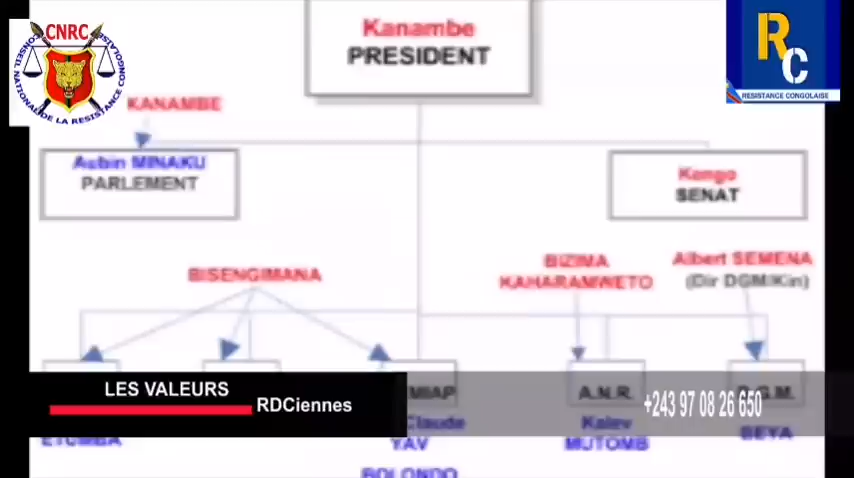 CNRC
CONSEIL NATIONAL DE LA RESISTANCE CONGOLAISE
RC
RESISTANCE CONGOLAISE
Kanambe
PRESIDENT
KANAMBE
Aubin MINAKU
PARLEMENT
Kengo
SENAT
BISENGIMANA
BIZIMA
KAHARAMWETO
Albert SEMENA
(Dir DGM/Kin)
A.N.R.
LES VALEURS
RDCiennes
+243 97 08 26 650
ETUMBA
Claude
YAV
Kalev
MUTOMB
BEYA
BOLONDO